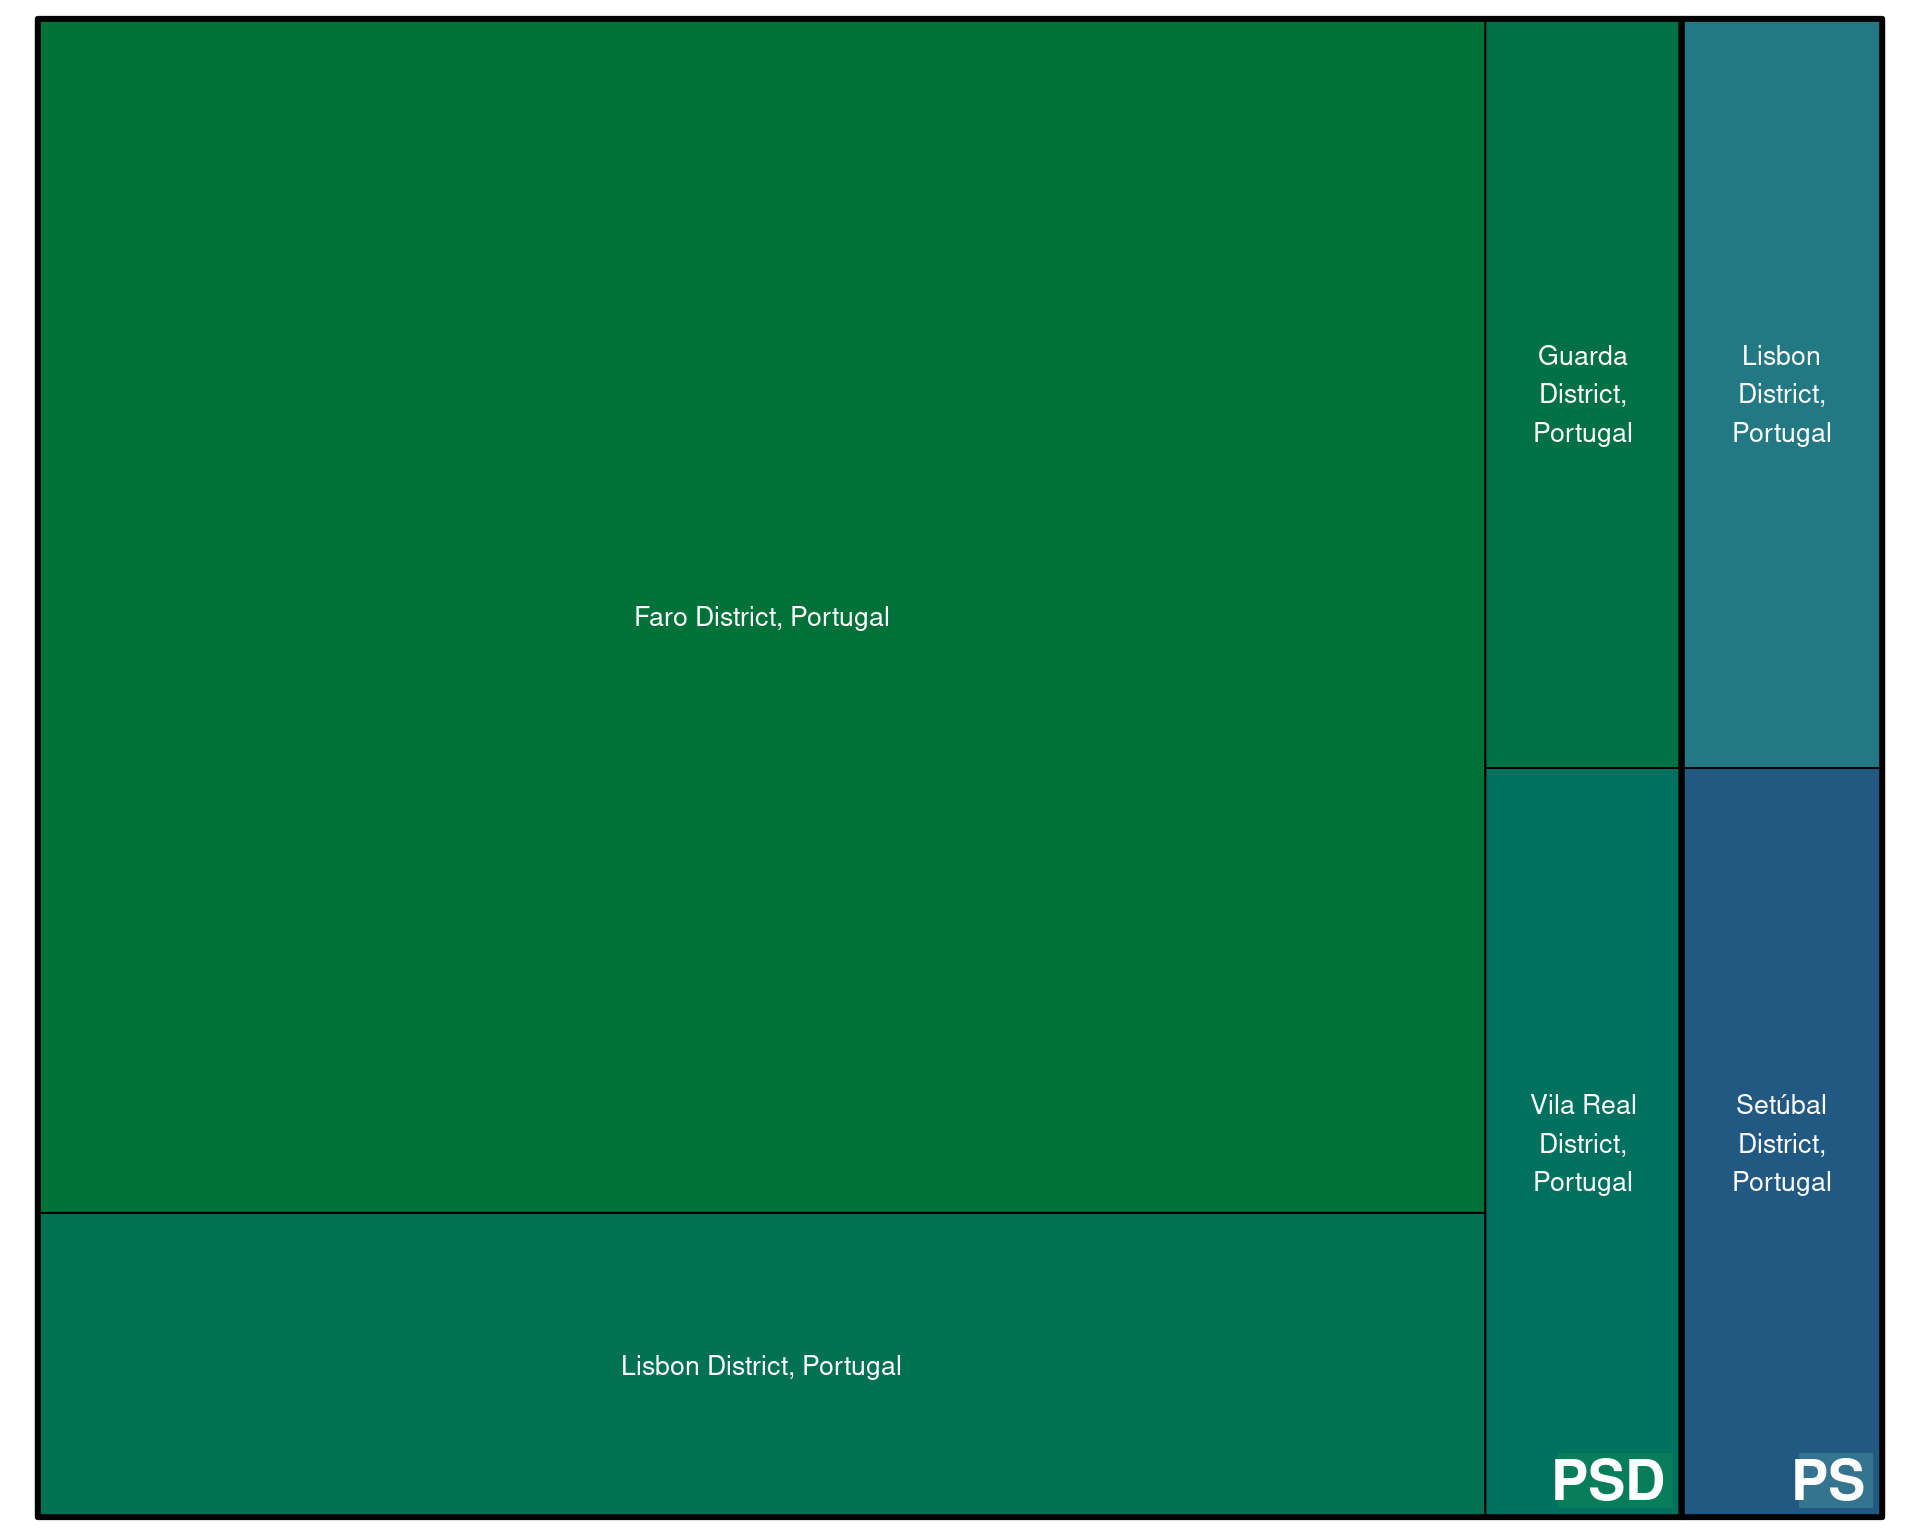 Faro District, Portugal
Lisbon District, Portugal
Guarda
District,
Portugal
Vila Real
District,
Portugal
PSD
Lisbon
District,
Portugal
Setúbal
District,
Portugal
PS